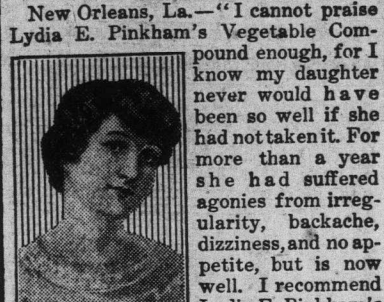 New Orleans, La.—“I cannot praise
Lydia E. Pinkham's Vegetable Com-
pound enough, for I
know my daughter
never would have
been so well if she
had not taken it. For
more than a year
she had suffered
agonies from irreg-
ularity, backache,
dizziness, and no ap-
petite, but is now
well. I recommend
Lydia E. Pinkham's